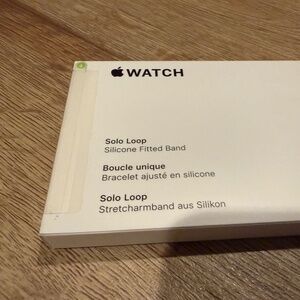 WATCH
Solo Loop
Silicone Fitted Band
Boucle unique
Bracelet ajusté en silicone
Solo Loop
Stretcharmband aus Silikon